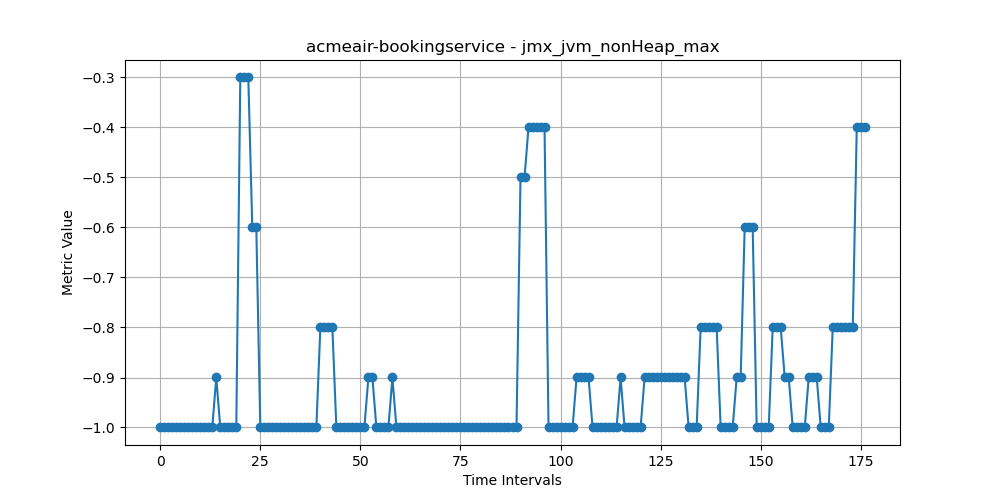 acmeair-bookingservice - jmx_jvm_nonHeap_max
−0.3
−0.4
−0.5
−0.6
−0.7
−0.8
−0.9
−1.0
Metric Value
0 25 50 75 100 125 150 175
Time Intervals